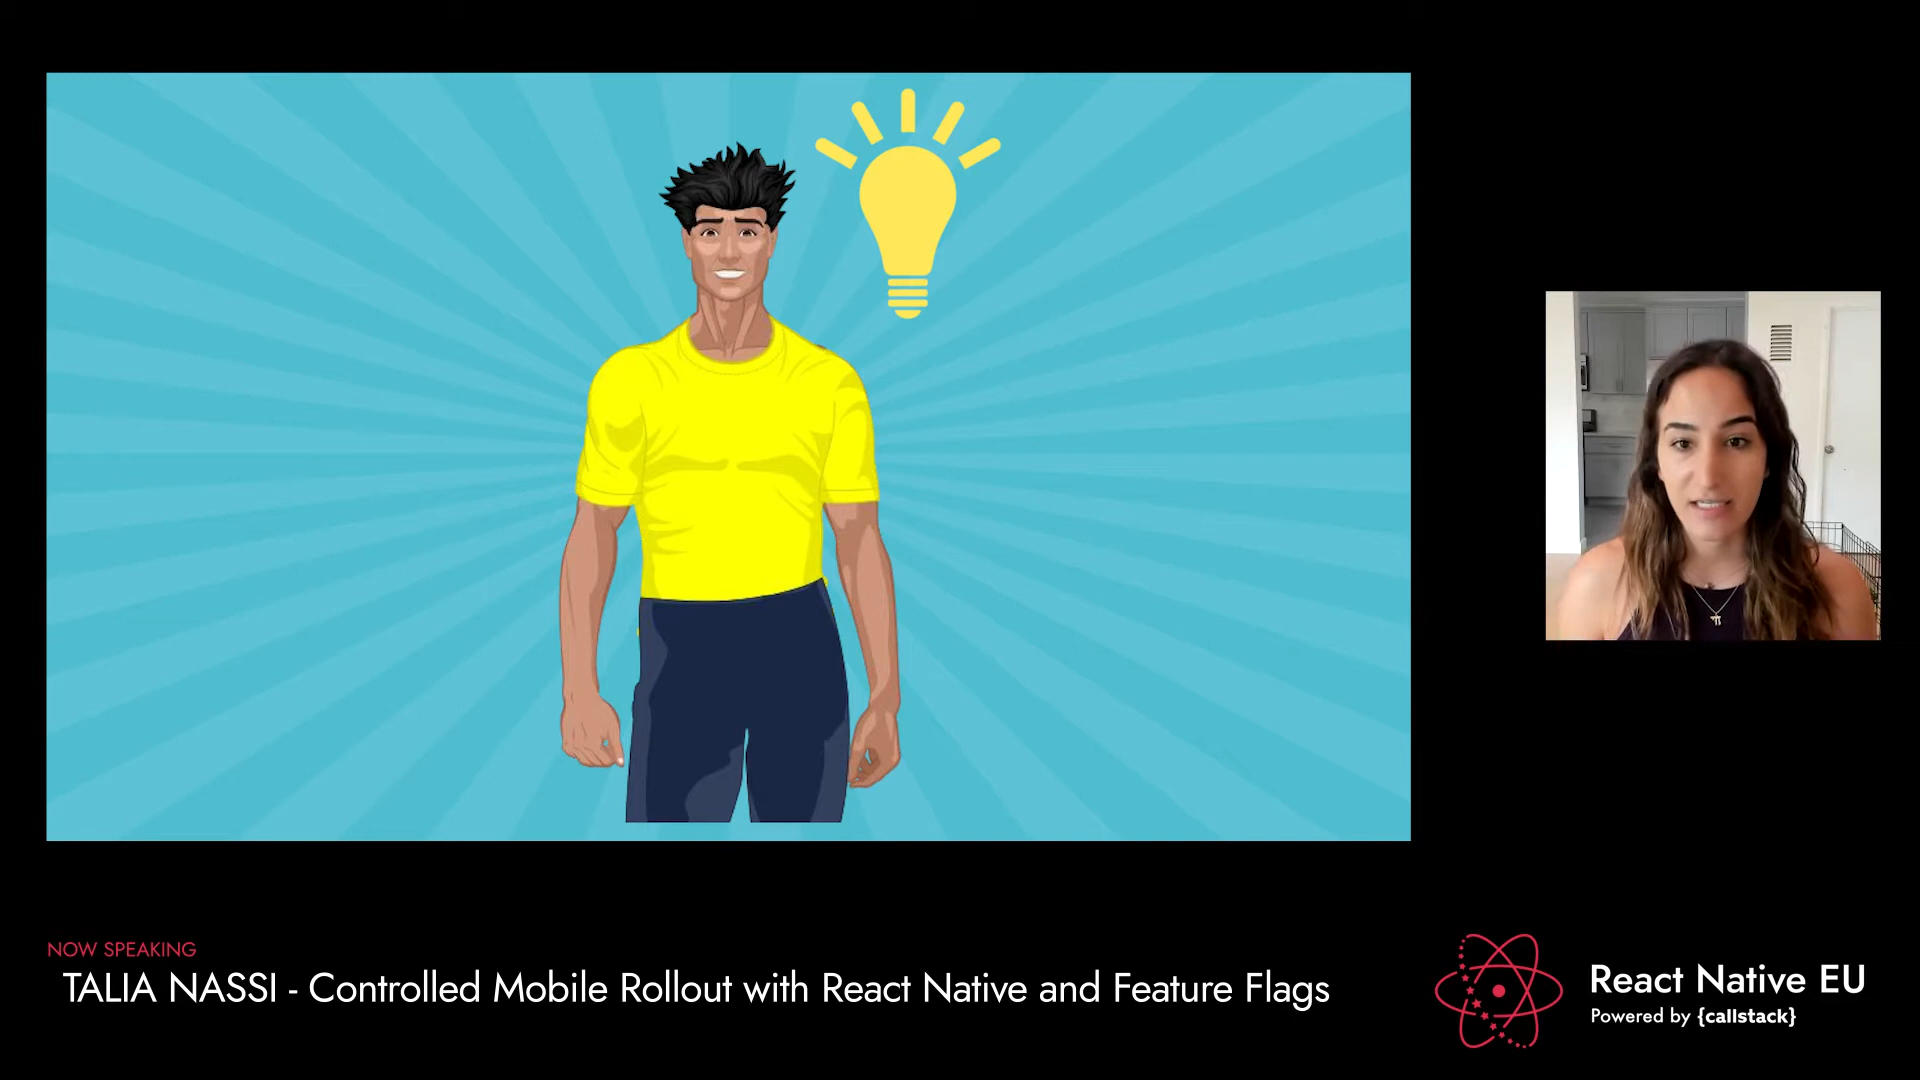 NOW SPEAKING
TALIA NASSI - Controlled Mobile Rollout with React Native and Feature Flags
React Native EU
Powered by {callstack}